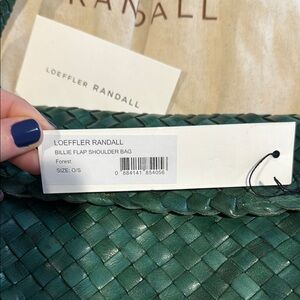 RANDALL
LOEFFLER RANDALL
LOEFFLER RANDALL
BILLIE FLAP SHOULDER BAG
Forest
SIZE: O/S
0 884141 854056